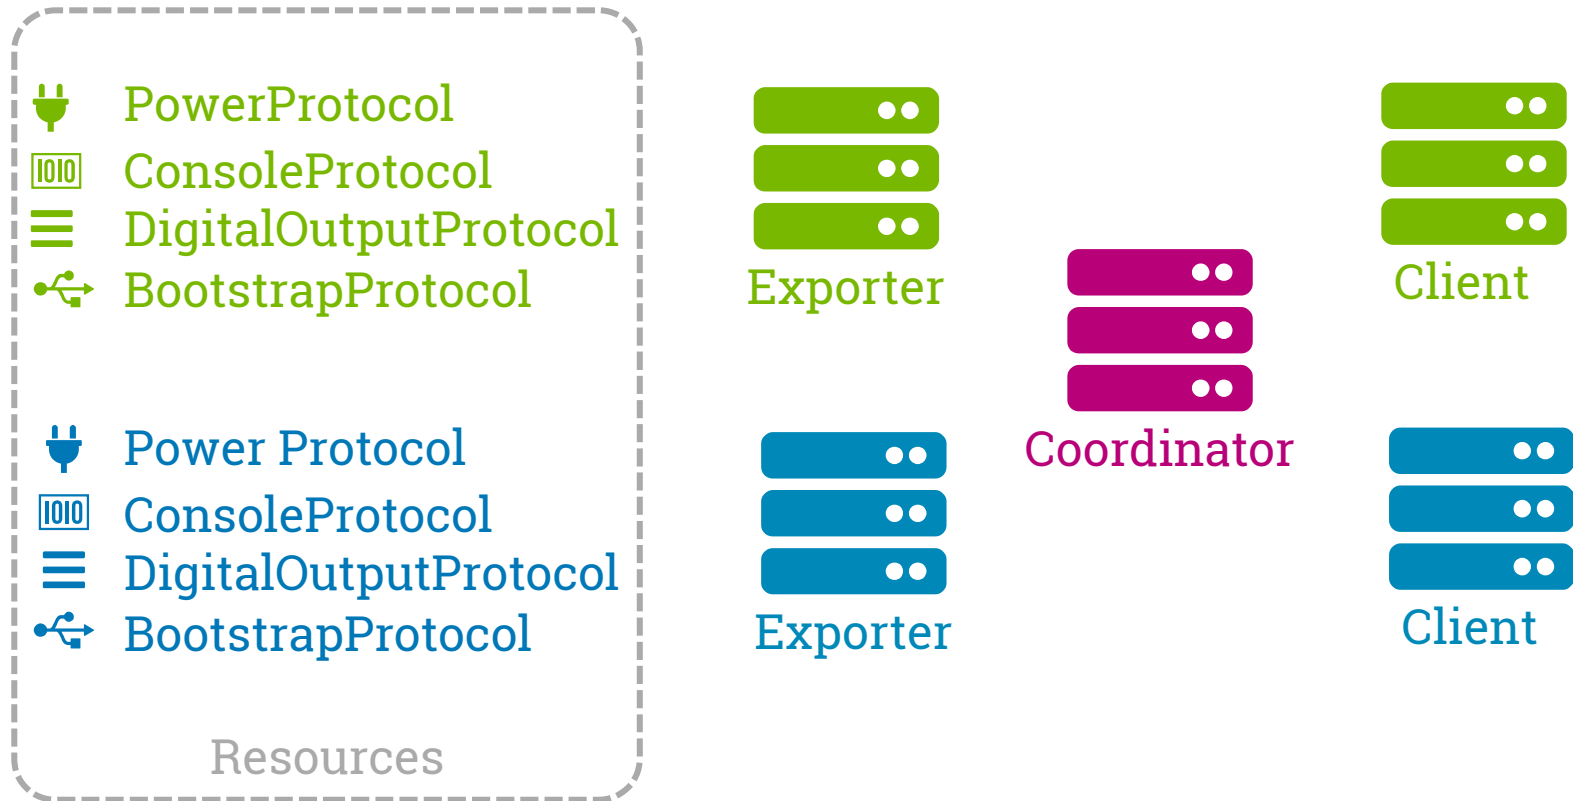 PowerProtocol
ConsoleProtocol
DigitalOutputProtocol
BootstrapProtocol
Power Protocol
ConsoleProtocol
DigitalOutputProtocol
BootstrapProtocol
Resources
Exporter
Exporter
Coordinator
Client
Client